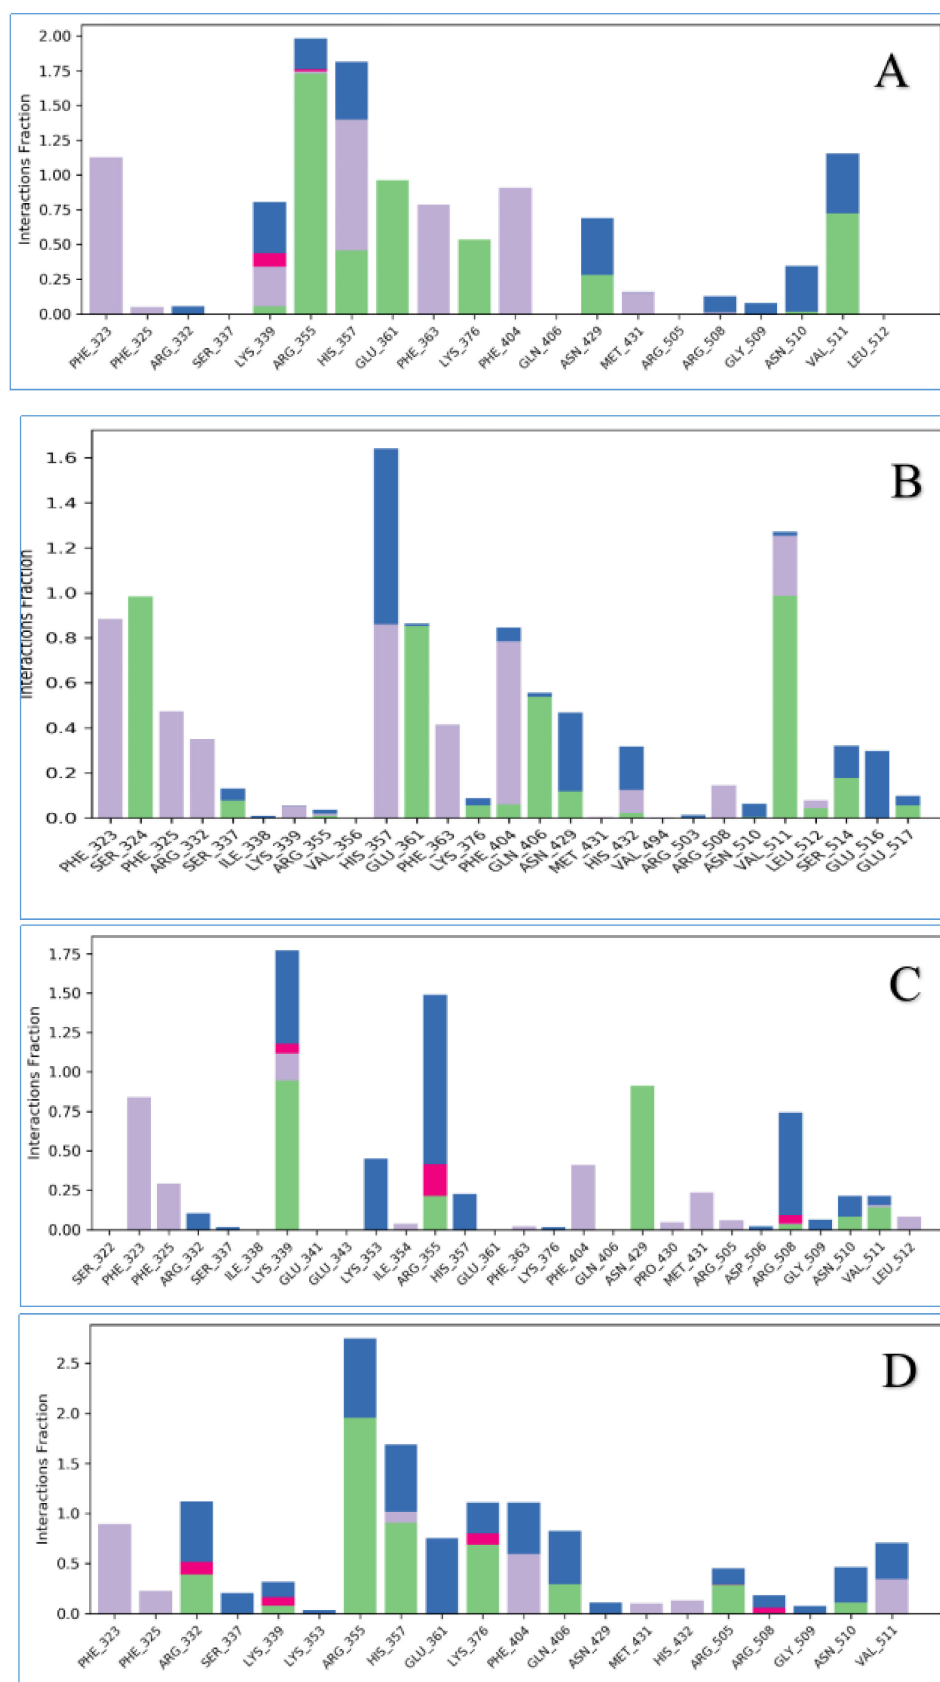 A
Interactions Fraction
2.00
1.75
1.50
1.25
1.00
0.75
0.50
0.25
0.00
PHE_323 PHE_325 ARG_332 SER_337 LYS_339 ARG_355 HIS_357 GLU_361 PHE_363 LYS_376 PHE_404 GLN_406 ASN_429 MET_431 ARG_505 ARG_508 GLY_509 ASN_510 VAL_511 LEU_512
B
Interactions Fraction
1.6
1.4
1.2
1.0
0.8
0.6
0.4
0.2
0.0
PHE_323 SER_324 PHE_325 ARG_332 SER_337 ILE_338 LYS_339 ARG_355 VAL_356 HIS_357 GLU_361 PHE_363 LYS_376 PHE_404 GLN_406 ASN_429 MET_431 HIS_432 VAL_494 ARG_503 ARG_508 ASN_510 VAL_511 LEU_512 SER_514 GLU_516 GLU_517
C
Interactions Fraction
1.75
1.50
1.25
1.00
0.75
0.50
0.25
0.00
SER_322 PHE_323 PHE_325 ARG_332 SER_337 ILE_338 LYS_339 GLU_341 GLU_343 LYS_353 ILE_354 ARG_355 HIS_357 GLU_361 PHE_363 LYS_376 PHE_404 GLN_406 ASN_429 PRO_430 MET_431 ARG_505 ASP_506 ARG_508 GLY_509 ASN_510 VAL_511 LEU_512
D
Interactions Fraction
2.5
2.0
1.5
1.0
0.5
0.0
PHE_323 PHE_325 ARG_332 SER_337 LYS_339 LYS_353 ARG_355 HIS_357 GLU_361 LYS_376 PHE_404 GLN_406 ASN_429 MET_431 HIS_432 ARG_505 ARG_508 GLY_509 ASN_510 VAL_511